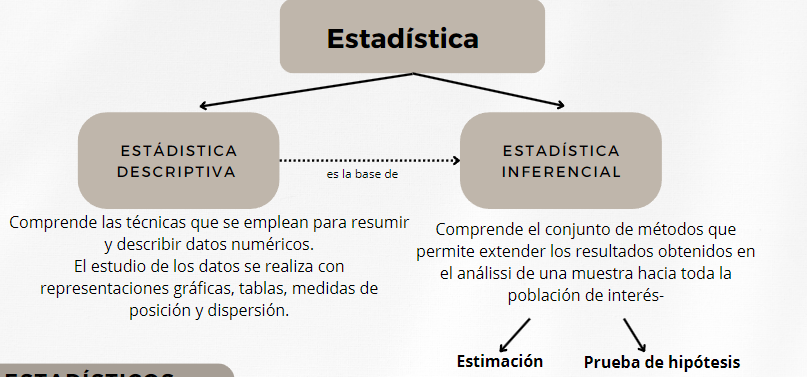 Estadística
ESTÁDISTICA
DESCRIPTIVA
es la base de
ESTADÍSTICA
INFERENCIAL
Comprende las técnicas que se emplean para resumir
y describir datos numéricos.
El estudio de los datos se realiza con
representaciones gráficas, tablas, medidas de
posición y dispersión.
Comprende el conjunto de métodos que
permite extender los resultados obtenidos en
el análissi de una muestra hacia toda la
población de interés-
Estimación
Prueba de hipótesis
ESTADÍSTICOS